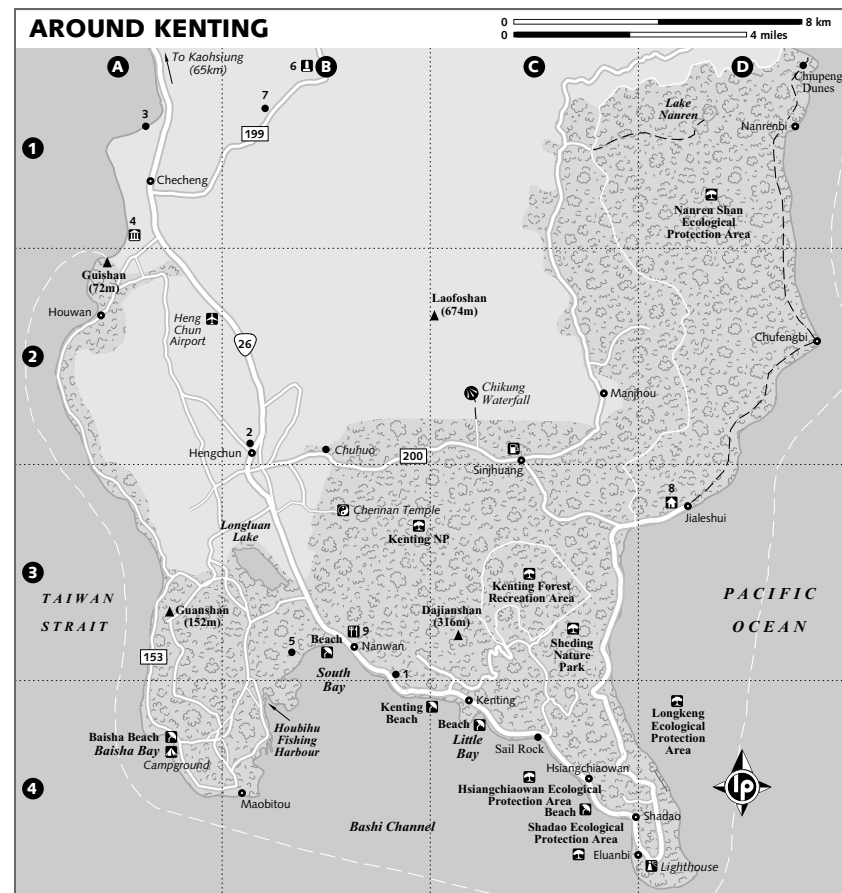 AROUND KENTING
0 8 km
0 4 miles
A
B
C
D
To Kaohsiung
(65km)
6
7
3
199
1
Checheng
4
Lake
Nanren
Chiupeng
Dunes
Nanrenbi
Nanren Shan
Ecological
Protection Area
Guishan
(72m)
Houwan
Heng
Chun
Airport
26
Laofoshan
(674m)
2
Chufengbi
Chikung
Waterfall
Manjhou
2
Hengchun
Chuhuo
200
Sinjhuang
8
Jialeshui
Chennan Temple
Longluan
Lake
Kenting NP
3
TAIWAN
STRAIT
Guanshan
(152m)
153
5
Beach
9
Nanwan
South
Bay
1
Dajianshan
(316m)
Kenting Forest
Recreation Area
Sheding
Nature
Park
PACIFIC
OCEAN
Kenting
Kenting
Beach
Beach
Little
Bay
Sail Rock
Longkeng
Ecological
Protection
Area
Baisha Beach
Baisha Bay
Campground
Houbihu
Fishing
Harbour
4
Maobitou
Bashi Channel
Hsiangchiaowan
Hsiangchiaowan Ecological
Protection Area
Beach
Shadao
Shadao Ecological
Protection Area
Eluanbi
Lighthouse
lp